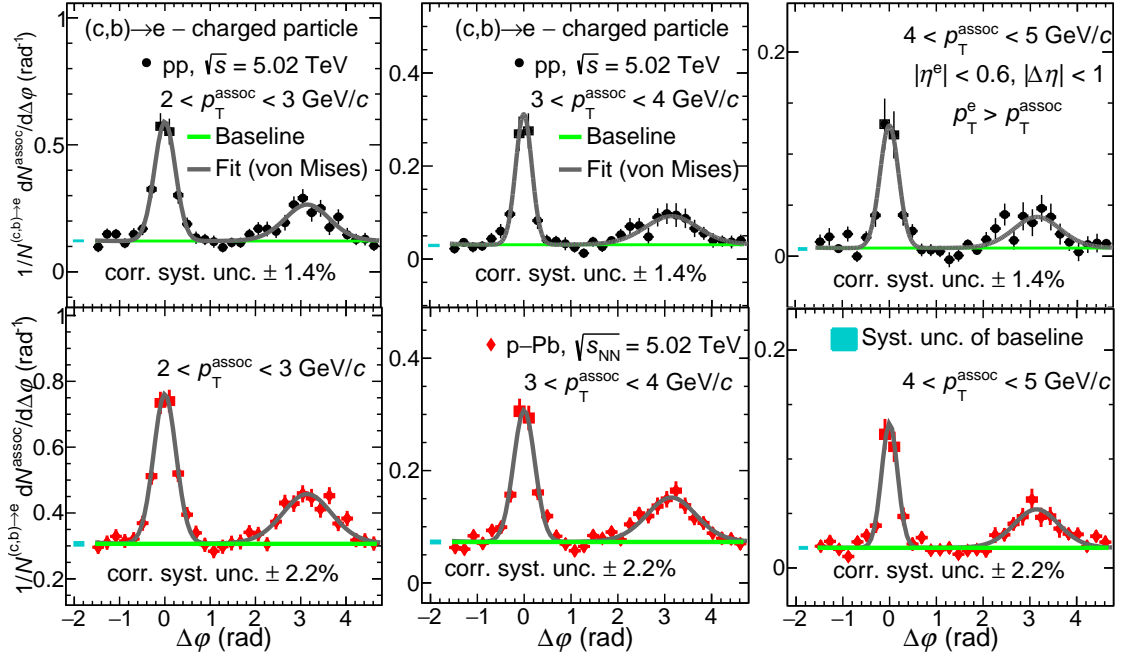 (c,b)→e − charged particle
pp, √s = 5.02 TeV
2 < p_T^assoc < 3 GeV/c
Baseline
Fit (von Mises)
corr. syst. unc. ± 1.4%
1/N^(c,b)→e dN^assoc/dΔφ (rad^-1)
1
0.5
0
(c,b)→e − charged particle
pp, √s = 5.02 TeV
3 < p_T^assoc < 4 GeV/c
Baseline
Fit (von Mises)
corr. syst. unc. ± 1.4%
0.4
0.2
0
4 < p_T^assoc < 5 GeV/c
|η^e| < 0.6, |Δη| < 1
p_T^e > p_T^assoc
corr. syst. unc. ± 1.4%
0.2
0
2 < p_T^assoc < 3 GeV/c
corr. syst. unc. ± 2.2%
1/N^(c,b)→e dN^assoc/dΔφ (rad^-1)
1
0.8
0.6
0.4
0.2
−2 −1 0 1 2 3 4
Δφ (rad)
p−Pb, √s_NN = 5.02 TeV
3 < p_T^assoc < 4 GeV/c
corr. syst. unc. ± 2.2%
0.4
0.2
0
−2 −1 0 1 2 3 4
Δφ (rad)
Syst. unc. of baseline
4 < p_T^assoc < 5 GeV/c
corr. syst. unc. ± 2.2%
0.2
0
−2 −1 0 1 2 3 4
Δφ (rad)